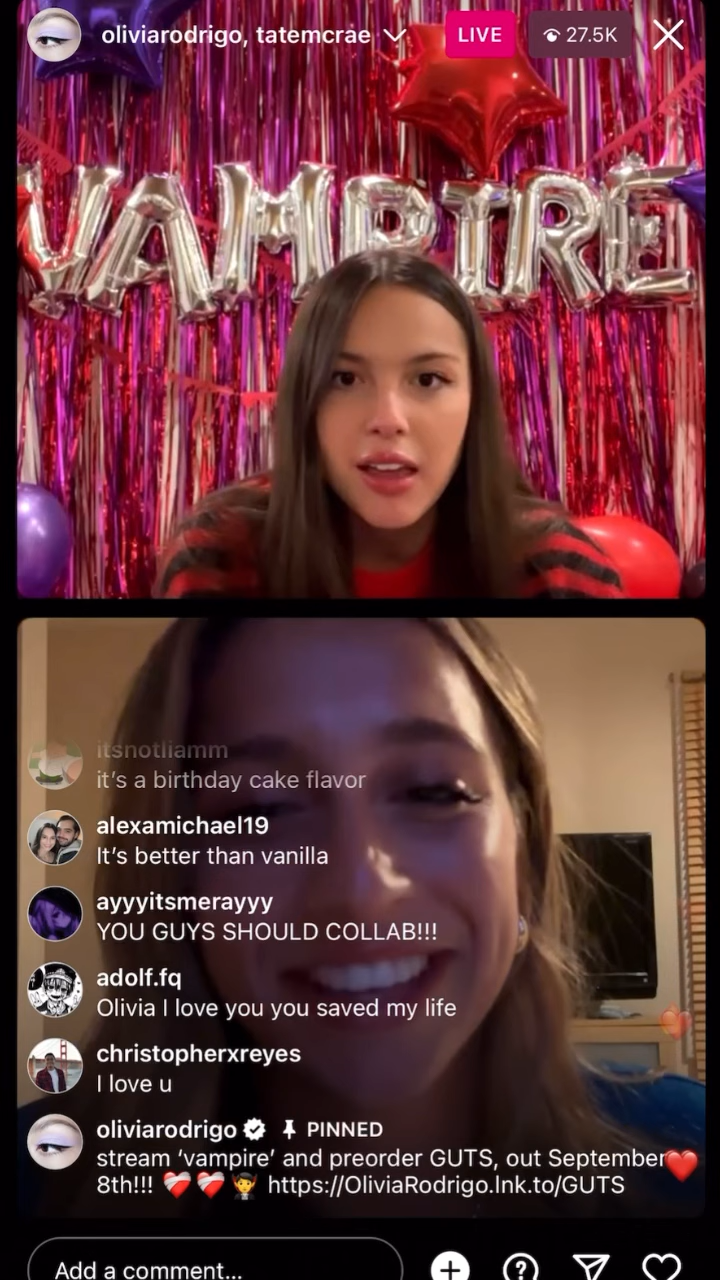 oliviarodrigo, tatemcrae
LIVE
27.5K
VAMPIRE
itsnotliamm
it’s a birthday cake flavor
alexamichael19
It’s better than vanilla
ayyyitsmerayyy
YOU GUYS SHOULD COLLAB!!!
adolf.fq
Olivia I love you you saved my life
christopherxreyes
I love u
oliviarodrigo PINNED
stream ‘vampire’ and preorder GUTS, out September
8th!!! ❤️‍🩹❤️‍🩹🧛 https://OliviaRodrigo.lnk.to/GUTS
Add a comment...